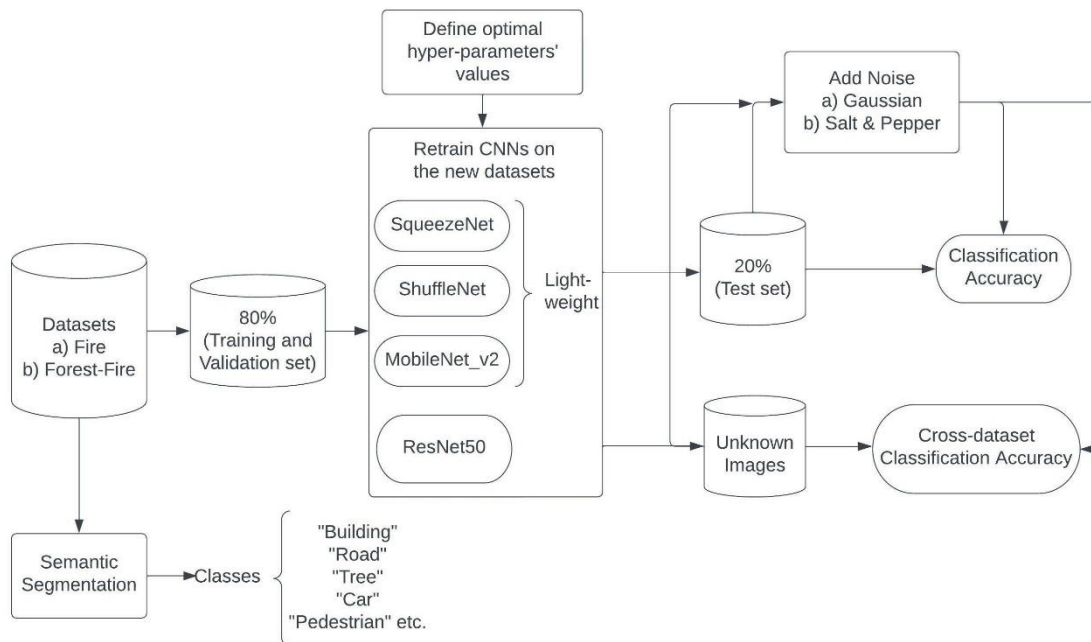 Define optimal
hyper-parameters'
values
Add Noise
a) Gaussian
b) Salt & Pepper
Retrain CNNs on
the new datasets
SqueezeNet
ShuffleNet
MobileNet_v2
Light-
weight
ResNet50
Datasets
a) Fire
b) Forest-Fire
80%
(Training and
Validation set)
20%
(Test set)
Classification
Accuracy
Unknown
Images
Cross-dataset
Classification Accuracy
Semantic
Segmentation
Classes
"Building"
"Road"
"Tree"
"Car"
"Pedestrian" etc.